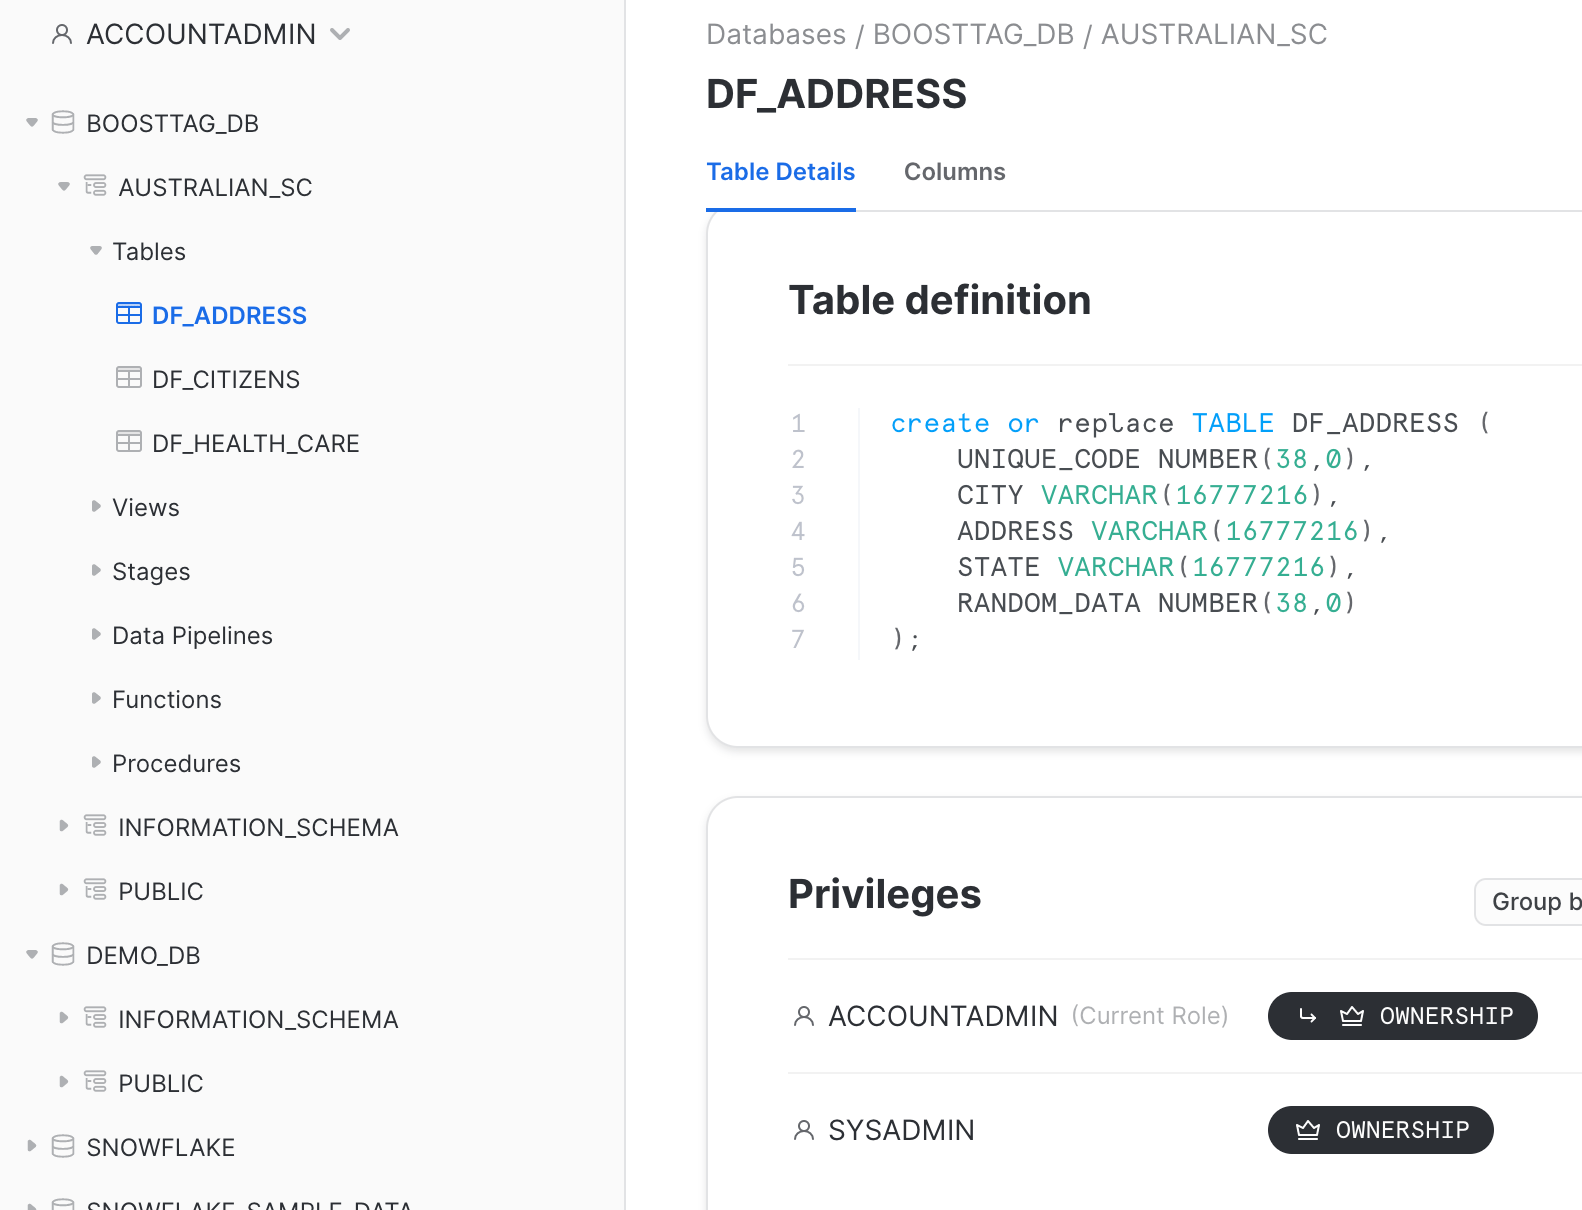 ACCOUNTADMIN
BOOSTTAG_DB
AUSTRALIAN_SC
Tables
DF_ADDRESS
DF_CITIZENS
DF_HEALTH_CARE
Views
Stages
Data Pipelines
Functions
Procedures
INFORMATION_SCHEMA
PUBLIC
DEMO_DB
INFORMATION_SCHEMA
PUBLIC
SNOWFLAKE
SNOWFLAKE_SAMPLE_DATA
Databases / BOOSTTAG_DB / AUSTRALIAN_SC
DF_ADDRESS
Table Details Columns
Table definition
1 create or replace TABLE DF_ADDRESS (
2 UNIQUE_CODE NUMBER(38,0),
3 CITY VARCHAR(16777216),
4 ADDRESS VARCHAR(16777216),
5 STATE VARCHAR(16777216),
6 RANDOM_DATA NUMBER(38,0)
7 );
Privileges
Group b
ACCOUNTADMIN (Current Role) OWNERSHIP
SYSADMIN OWNERSHIP